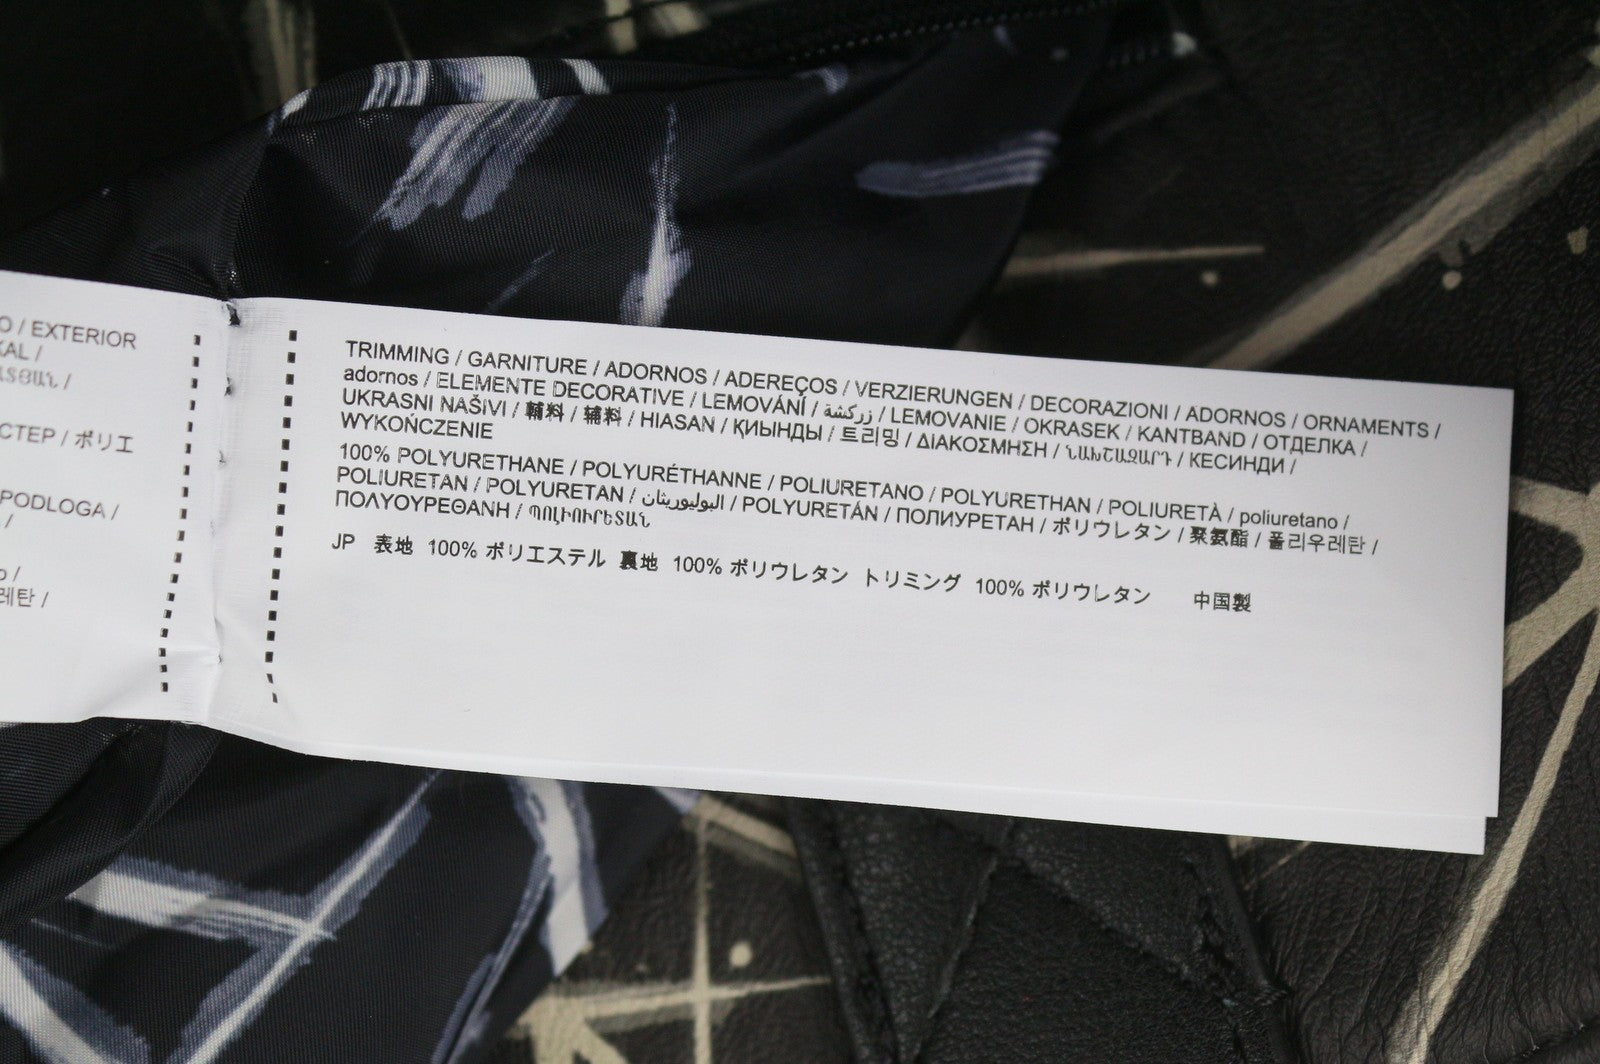 O / EXTERIOR
KAL /
СТЕР / ポリエ
PODLOGA /
/
o /
레탄 /
TRIMMING / GARNITURE / ADORNOS / ADEREÇOS / VERZIERUNGEN / DECORAZIONI / ADORNOS / ORNAMENTS /
adornos / ELEMENTE DECORATIVE / LEMOVÁNÍ / زركشة / LEMOVANIE / OKRASEK / KANTBAND / ОТДЕЛКА /
UKRASNI NAŠIVI / 輔料 / 辅料 / HIASAN / ҚИЫНДЫ / 트리밍 / ΔΙΑΚΟΣΜΗΣΗ / ՆԱԽՇԱԶԱՐԴ / КЕСИНДИ /
WYKOŃCZENIE
100% POLYURETHANE / POLYURÉTHANNE / POLIURETANO / POLYURETHAN / POLIURETÀ / poliuretano /
POLIURETAN / POLYURETAN / البوليوريثان / POLYURETÁN / ПОЛИУРЕТАН / ポリウレタン / 聚氨酯 / 폴리우레탄 /
ΠΟΛΥΟΥΡΕΘΑΝΗ / ՊՈԼԻՈՒՐԵՏԱՆ
JP 表地 100% ポリエステル 裏地 100% ポリウレタン トリミング 100% ポリウレタン 中国製